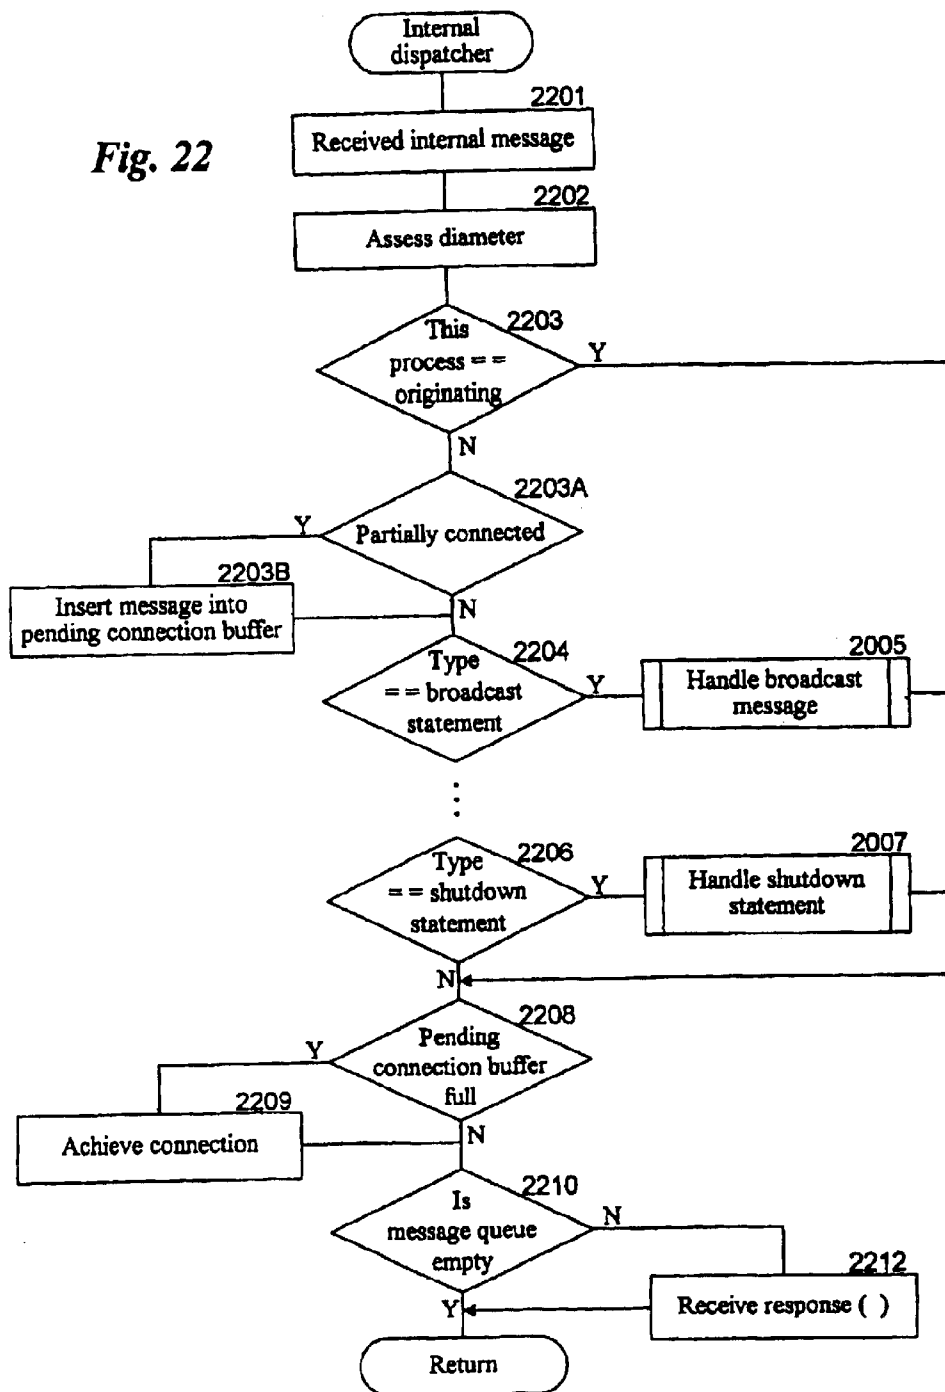 Internal
dispatcher
2201
Fig. 22
Received internal message
2202
Assess diameter
This
process = =
originating
2203
Y
N
2203A
Partially connected
Y
2203B
Insert message into
pending connection buffer
N
Type
= = broadcast
statement
2204
Y
2005
Handle broadcast
message
Type
= = shutdown
statement
2206
Y
2007
Handle shutdown
statement
N
2208
Pending
connection buffer
full
Y
2209
Achieve connection
N
2210
Is
message queue
empty
N
2212
Receive response ( )
Y
Return